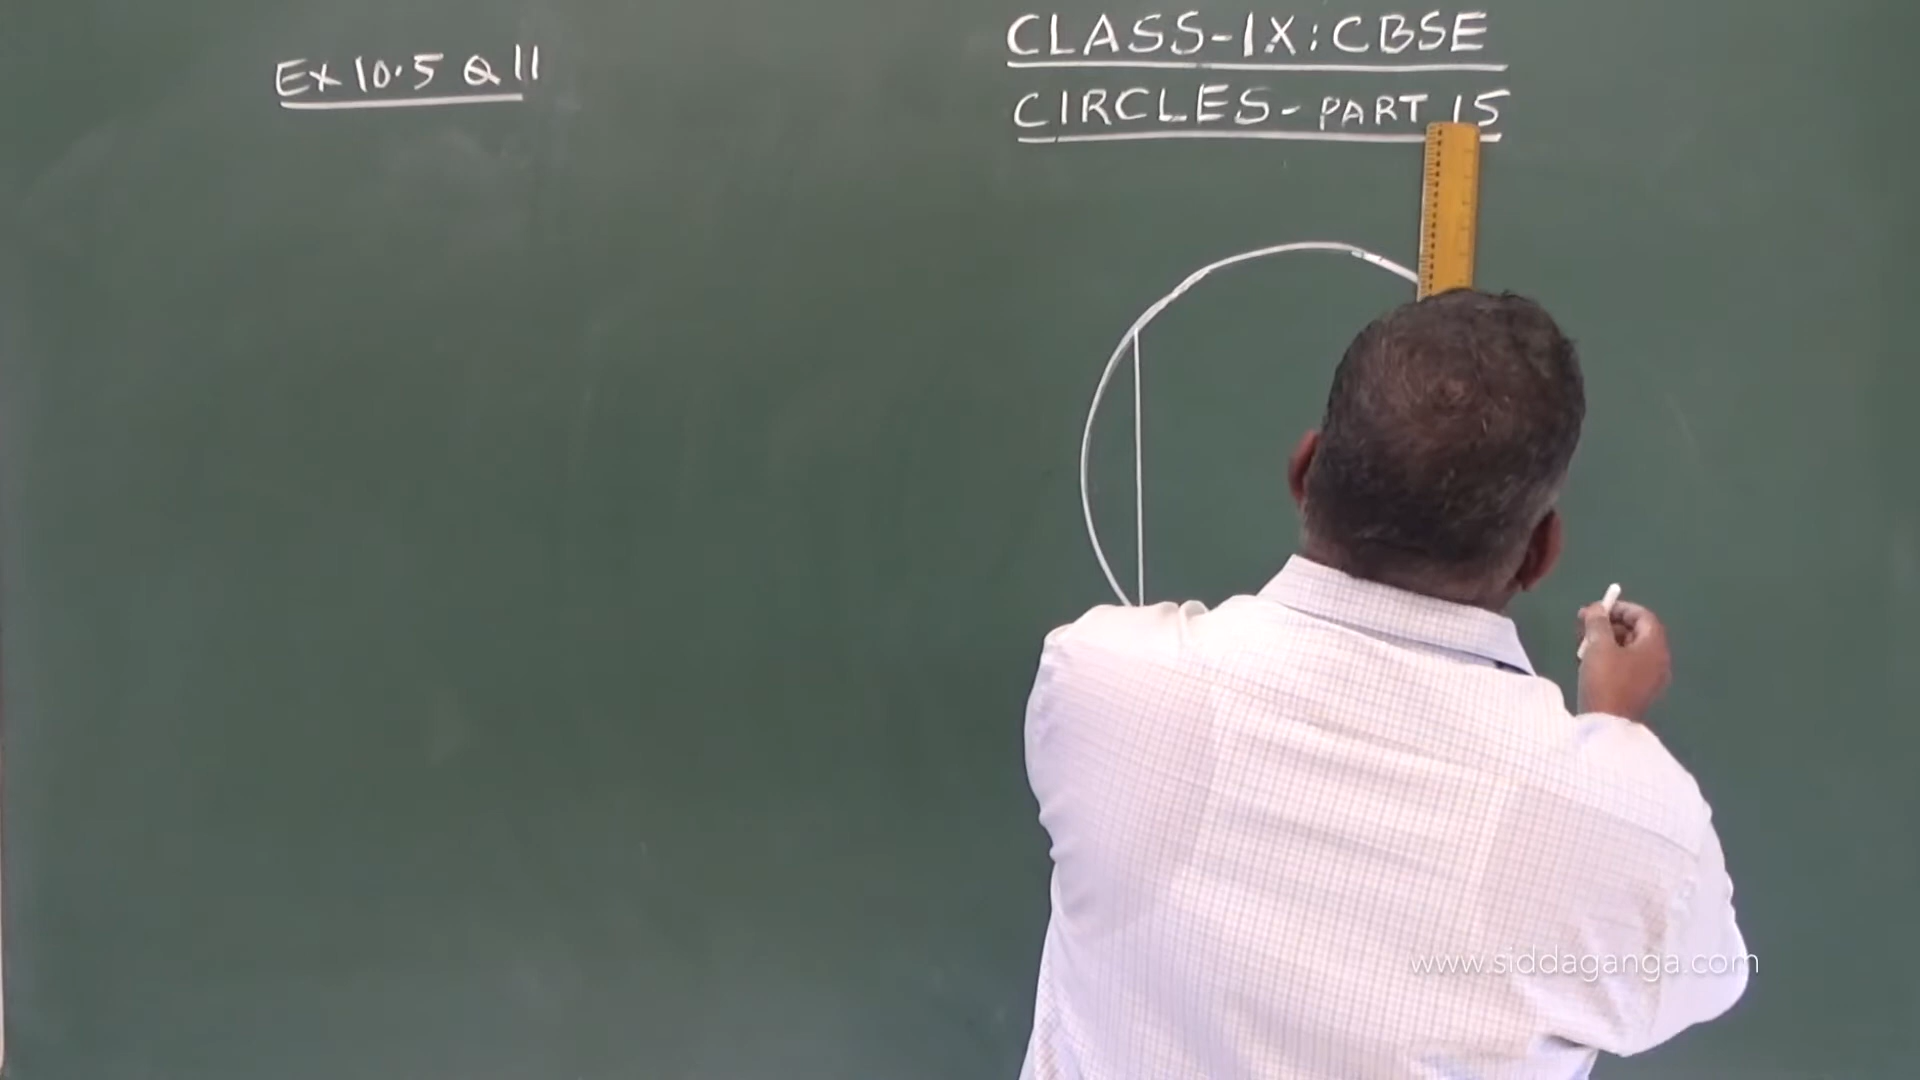 Ex 10.5 Q 11
CLASS-IX: CBSE
CIRCLES - PART 15
www.siddaganga.com